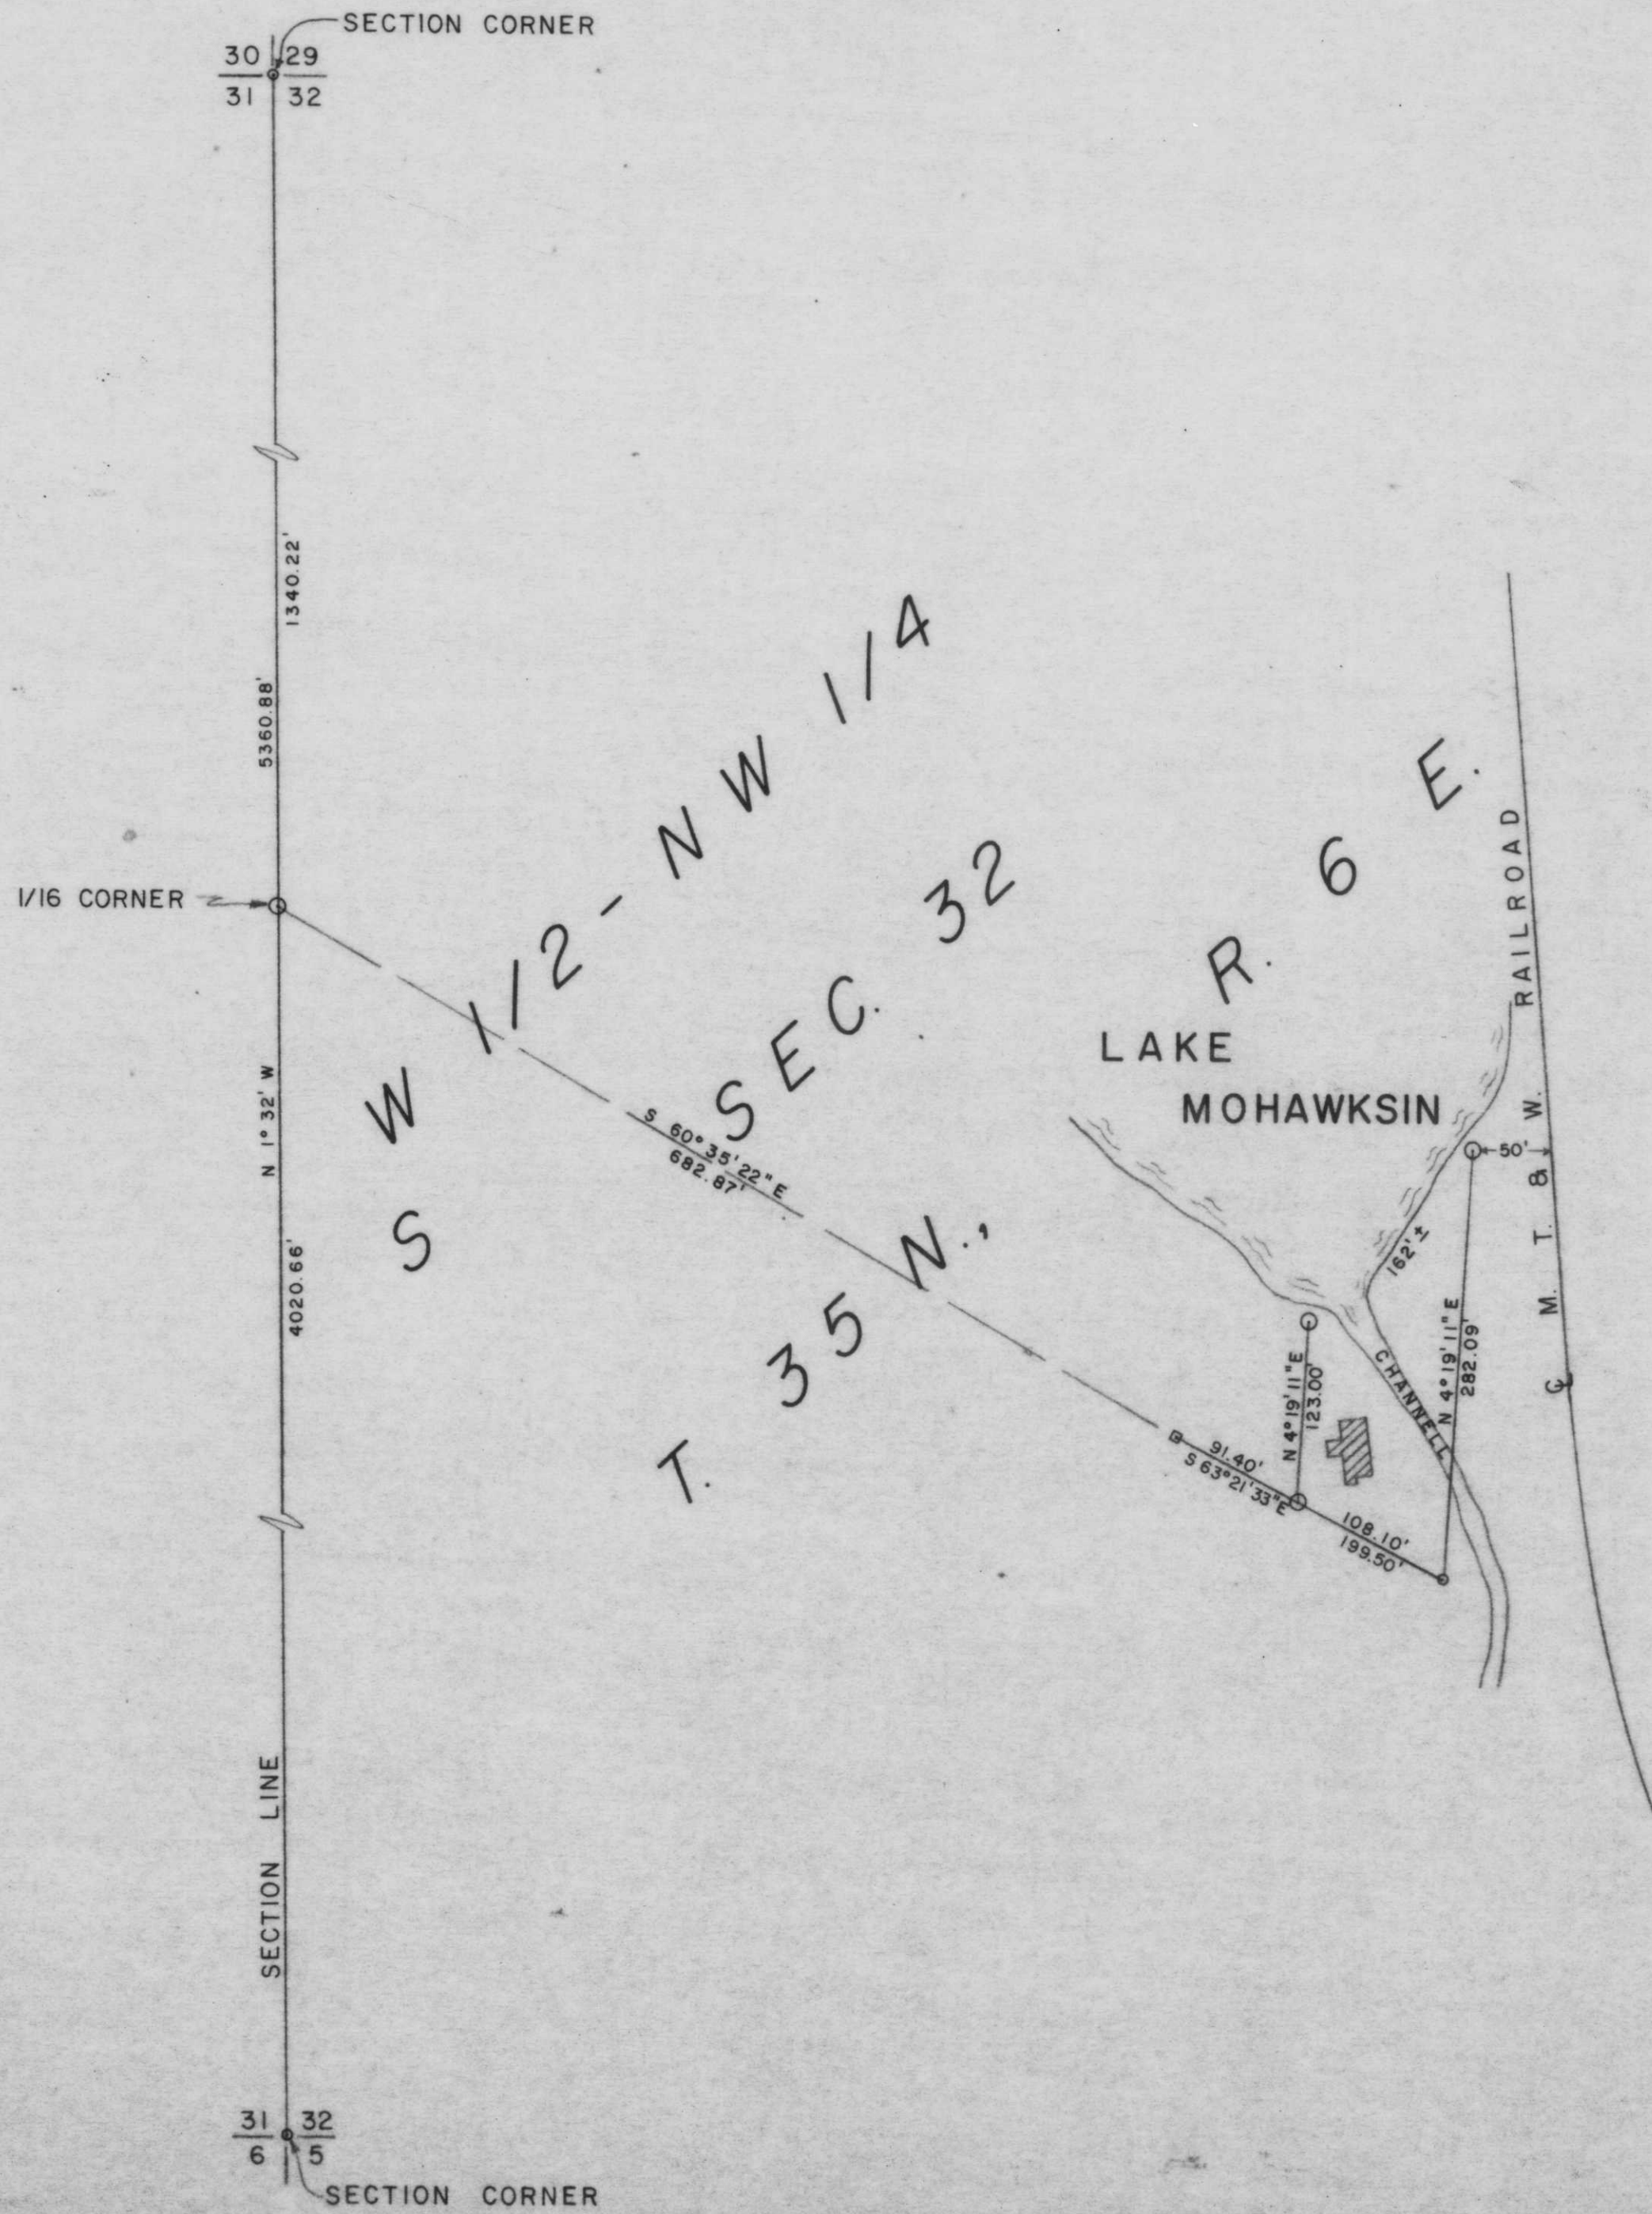 SECTION CORNER
30 29
31 32
1340.22'
5360.88'
1/16 CORNER
N 1° 32' W
4020.66'
SW 1/2 - NW 1/4
SEC. 32
T. 35 N., R. 6 E.
S 60° 35' 22" E
682.87'
LAKE
MOHAWKSIN
RAILROAD
M. T. & W.
℄
50'
162' ±
CHANNELL
N 4° 19' 11" E
282.09'
N 4° 19' 11" E
123.00'
91.40'
S 63° 21' 33" E
108.10'
199.50'
SECTION LINE
31 32
6 5
SECTION CORNER